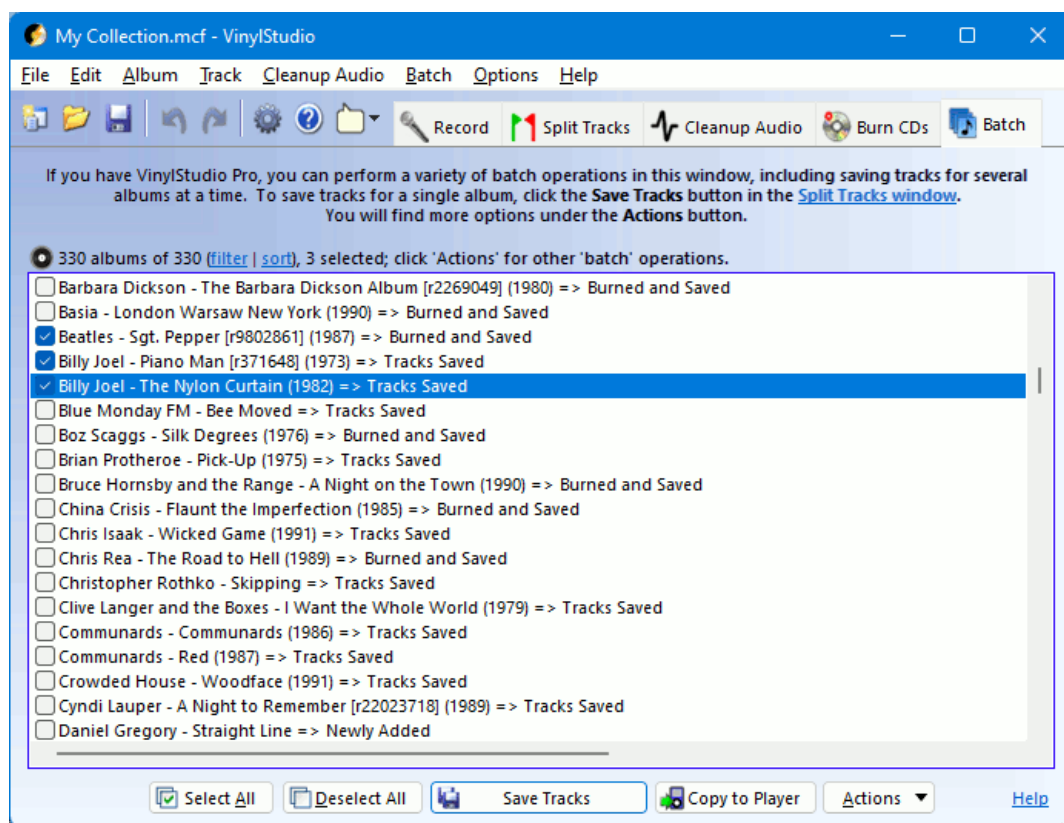 My Collection.mcf - VinylStudio
File Edit Album Track Cleanup Audio Batch Options Help
Record Split Tracks Cleanup Audio Burn CDs Batch
If you have VinylStudio Pro, you can perform a variety of batch operations in this window, including saving tracks for several
albums at a time. To save tracks for a single album, click the Save Tracks button in the Split Tracks window.
You will find more options under the Actions button.
330 albums of 330 (filter | sort), 3 selected; click 'Actions' for other 'batch' operations.
Barbara Dickson - The Barbara Dickson Album [r2269049] (1980) => Burned and Saved
Basia - London Warsaw New York (1990) => Burned and Saved
Beatles - Sgt. Pepper [r9802861] (1987) => Burned and Saved
Billy Joel - Piano Man [r371648] (1973) => Tracks Saved
Billy Joel - The Nylon Curtain (1982) => Tracks Saved
Blue Monday FM - Bee Moved => Tracks Saved
Boz Scaggs - Silk Degrees (1976) => Burned and Saved
Brian Protheroe - Pick-Up (1975) => Tracks Saved
Bruce Hornsby and the Range - A Night on the Town (1990) => Burned and Saved
China Crisis - Flaunt the Imperfection (1985) => Burned and Saved
Chris Isaak - Wicked Game (1991) => Tracks Saved
Chris Rea - The Road to Hell (1989) => Burned and Saved
Christopher Rothko - Skipping => Tracks Saved
Clive Langer and the Boxes - I Want the Whole World (1979) => Tracks Saved
Communards - Communards (1986) => Tracks Saved
Communards - Red (1987) => Tracks Saved
Crowded House - Woodface (1991) => Tracks Saved
Cyndi Lauper - A Night to Remember [r22023718] (1989) => Tracks Saved
Daniel Gregory - Straight Line => Newly Added
Select All Deselect All Save Tracks Copy to Player Actions Help